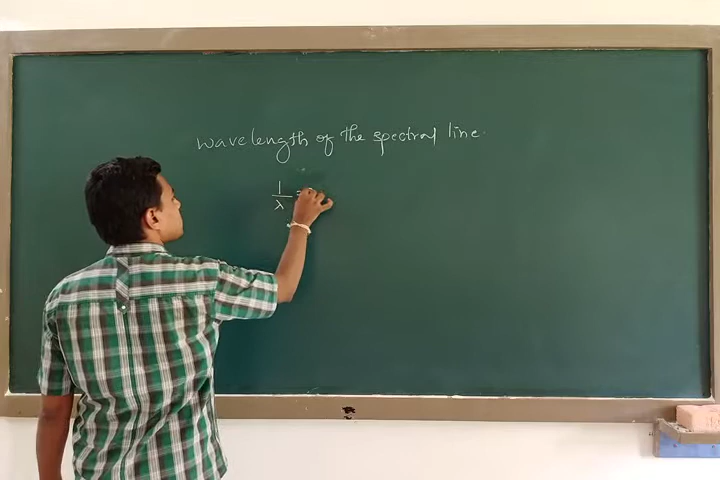 wavelength of the spectral line.
1/λ =